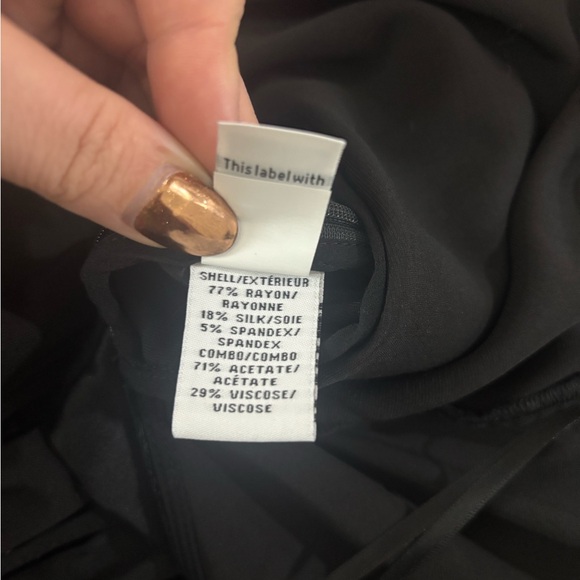 This label with
SHELL/EXTÉRIEUR
77% RAYON/
RAYONNE
18% SILK/SOIE
5% SPANDEX/
SPANDEX
COMBO/COMBO
71% ACETATE/
ACÉTATE
29% VISCOSE/
VISCOSE